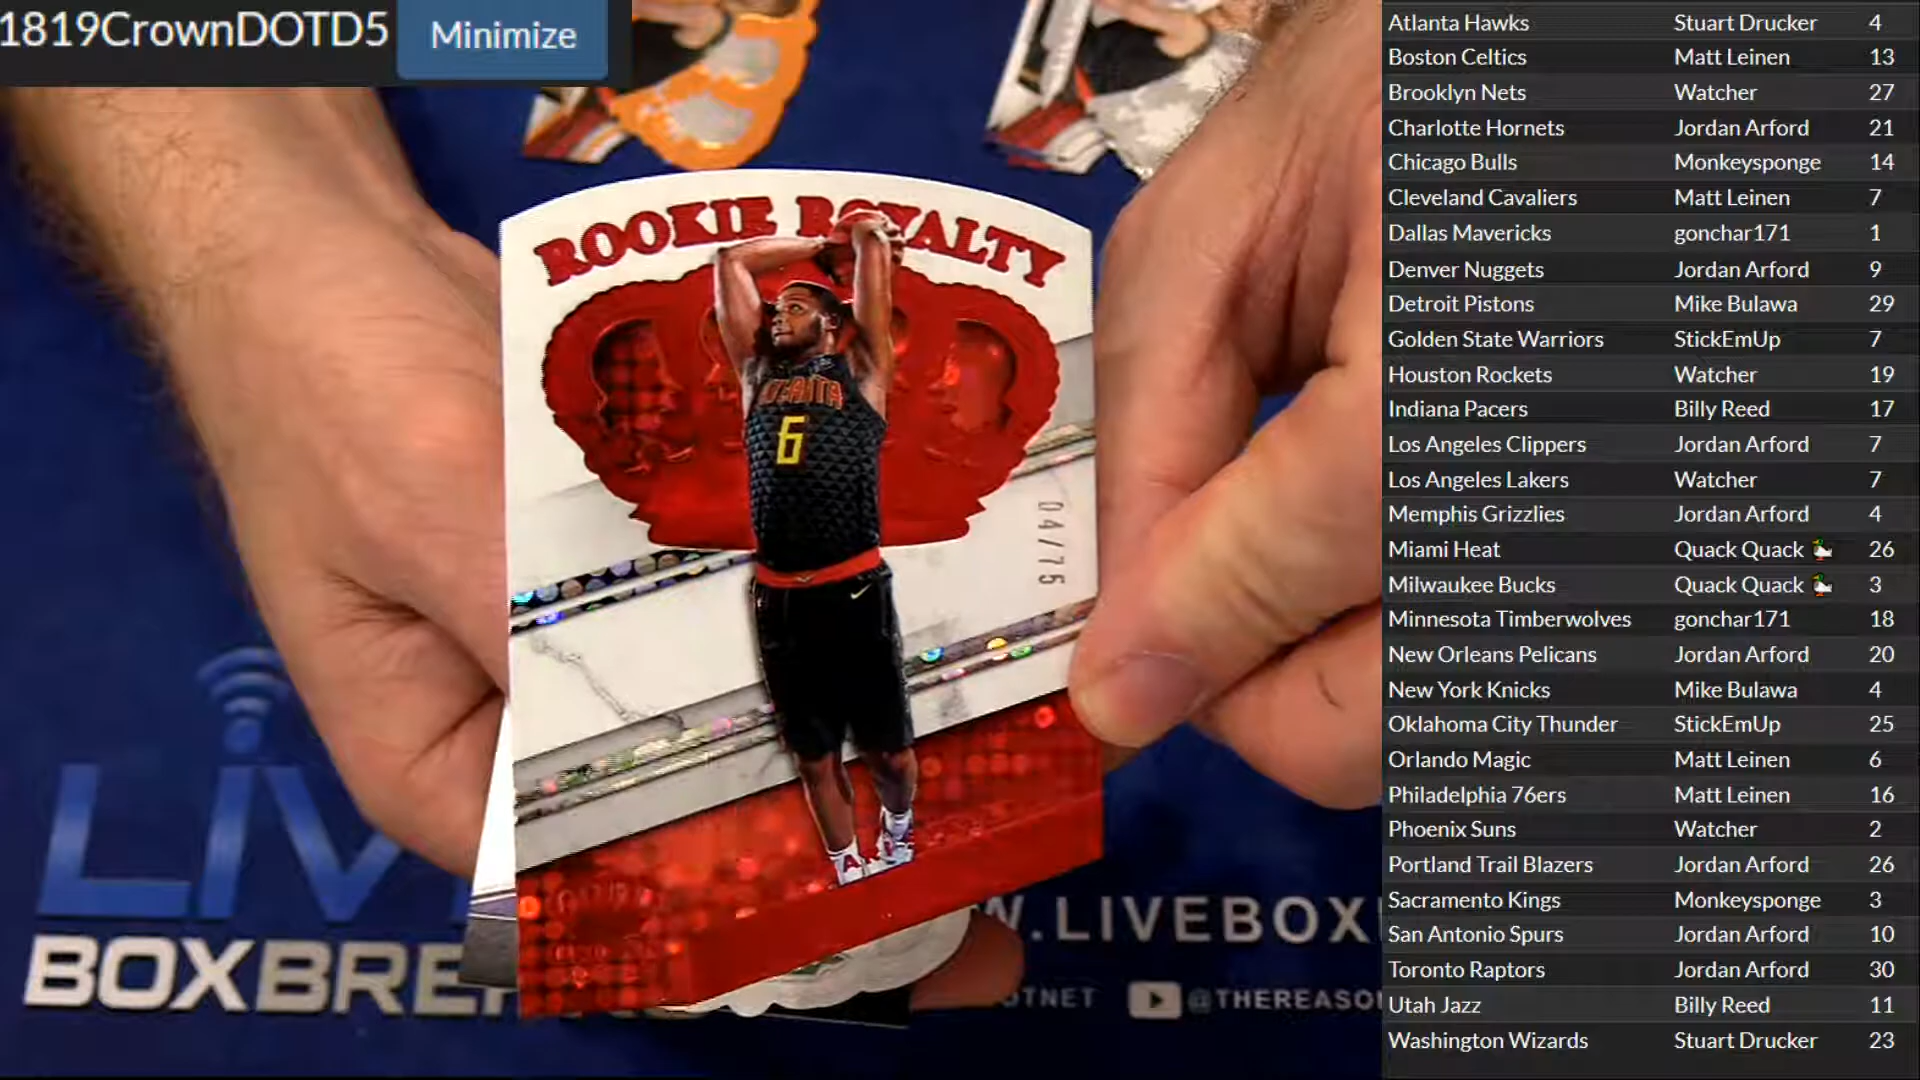 1819CrownDOTD5
Minimize
ROOKIE ROYALTY
ATLANTA
6
04/75
LIV
BOXBRE
W.LIVEBOX
OTNET
@THEREASO
Atlanta Hawks Stuart Drucker 4
Boston Celtics Matt Leinen 13
Brooklyn Nets Watcher 27
Charlotte Hornets Jordan Arford 21
Chicago Bulls Monkeysponge 14
Cleveland Cavaliers Matt Leinen 7
Dallas Mavericks gonchar171 1
Denver Nuggets Jordan Arford 9
Detroit Pistons Mike Bulawa 29
Golden State Warriors StickEmUp 7
Houston Rockets Watcher 19
Indiana Pacers Billy Reed 17
Los Angeles Clippers Jordan Arford 7
Los Angeles Lakers Watcher 7
Memphis Grizzlies Jordan Arford 4
Miami Heat Quack Quack 26
Milwaukee Bucks Quack Quack 3
Minnesota Timberwolves gonchar171 18
New Orleans Pelicans Jordan Arford 20
New York Knicks Mike Bulawa 4
Oklahoma City Thunder StickEmUp 25
Orlando Magic Matt Leinen 6
Philadelphia 76ers Matt Leinen 16
Phoenix Suns Watcher 2
Portland Trail Blazers Jordan Arford 26
Sacramento Kings Monkeysponge 3
San Antonio Spurs Jordan Arford 10
Toronto Raptors Jordan Arford 30
Utah Jazz Billy Reed 11
Washington Wizards Stuart Drucker 23